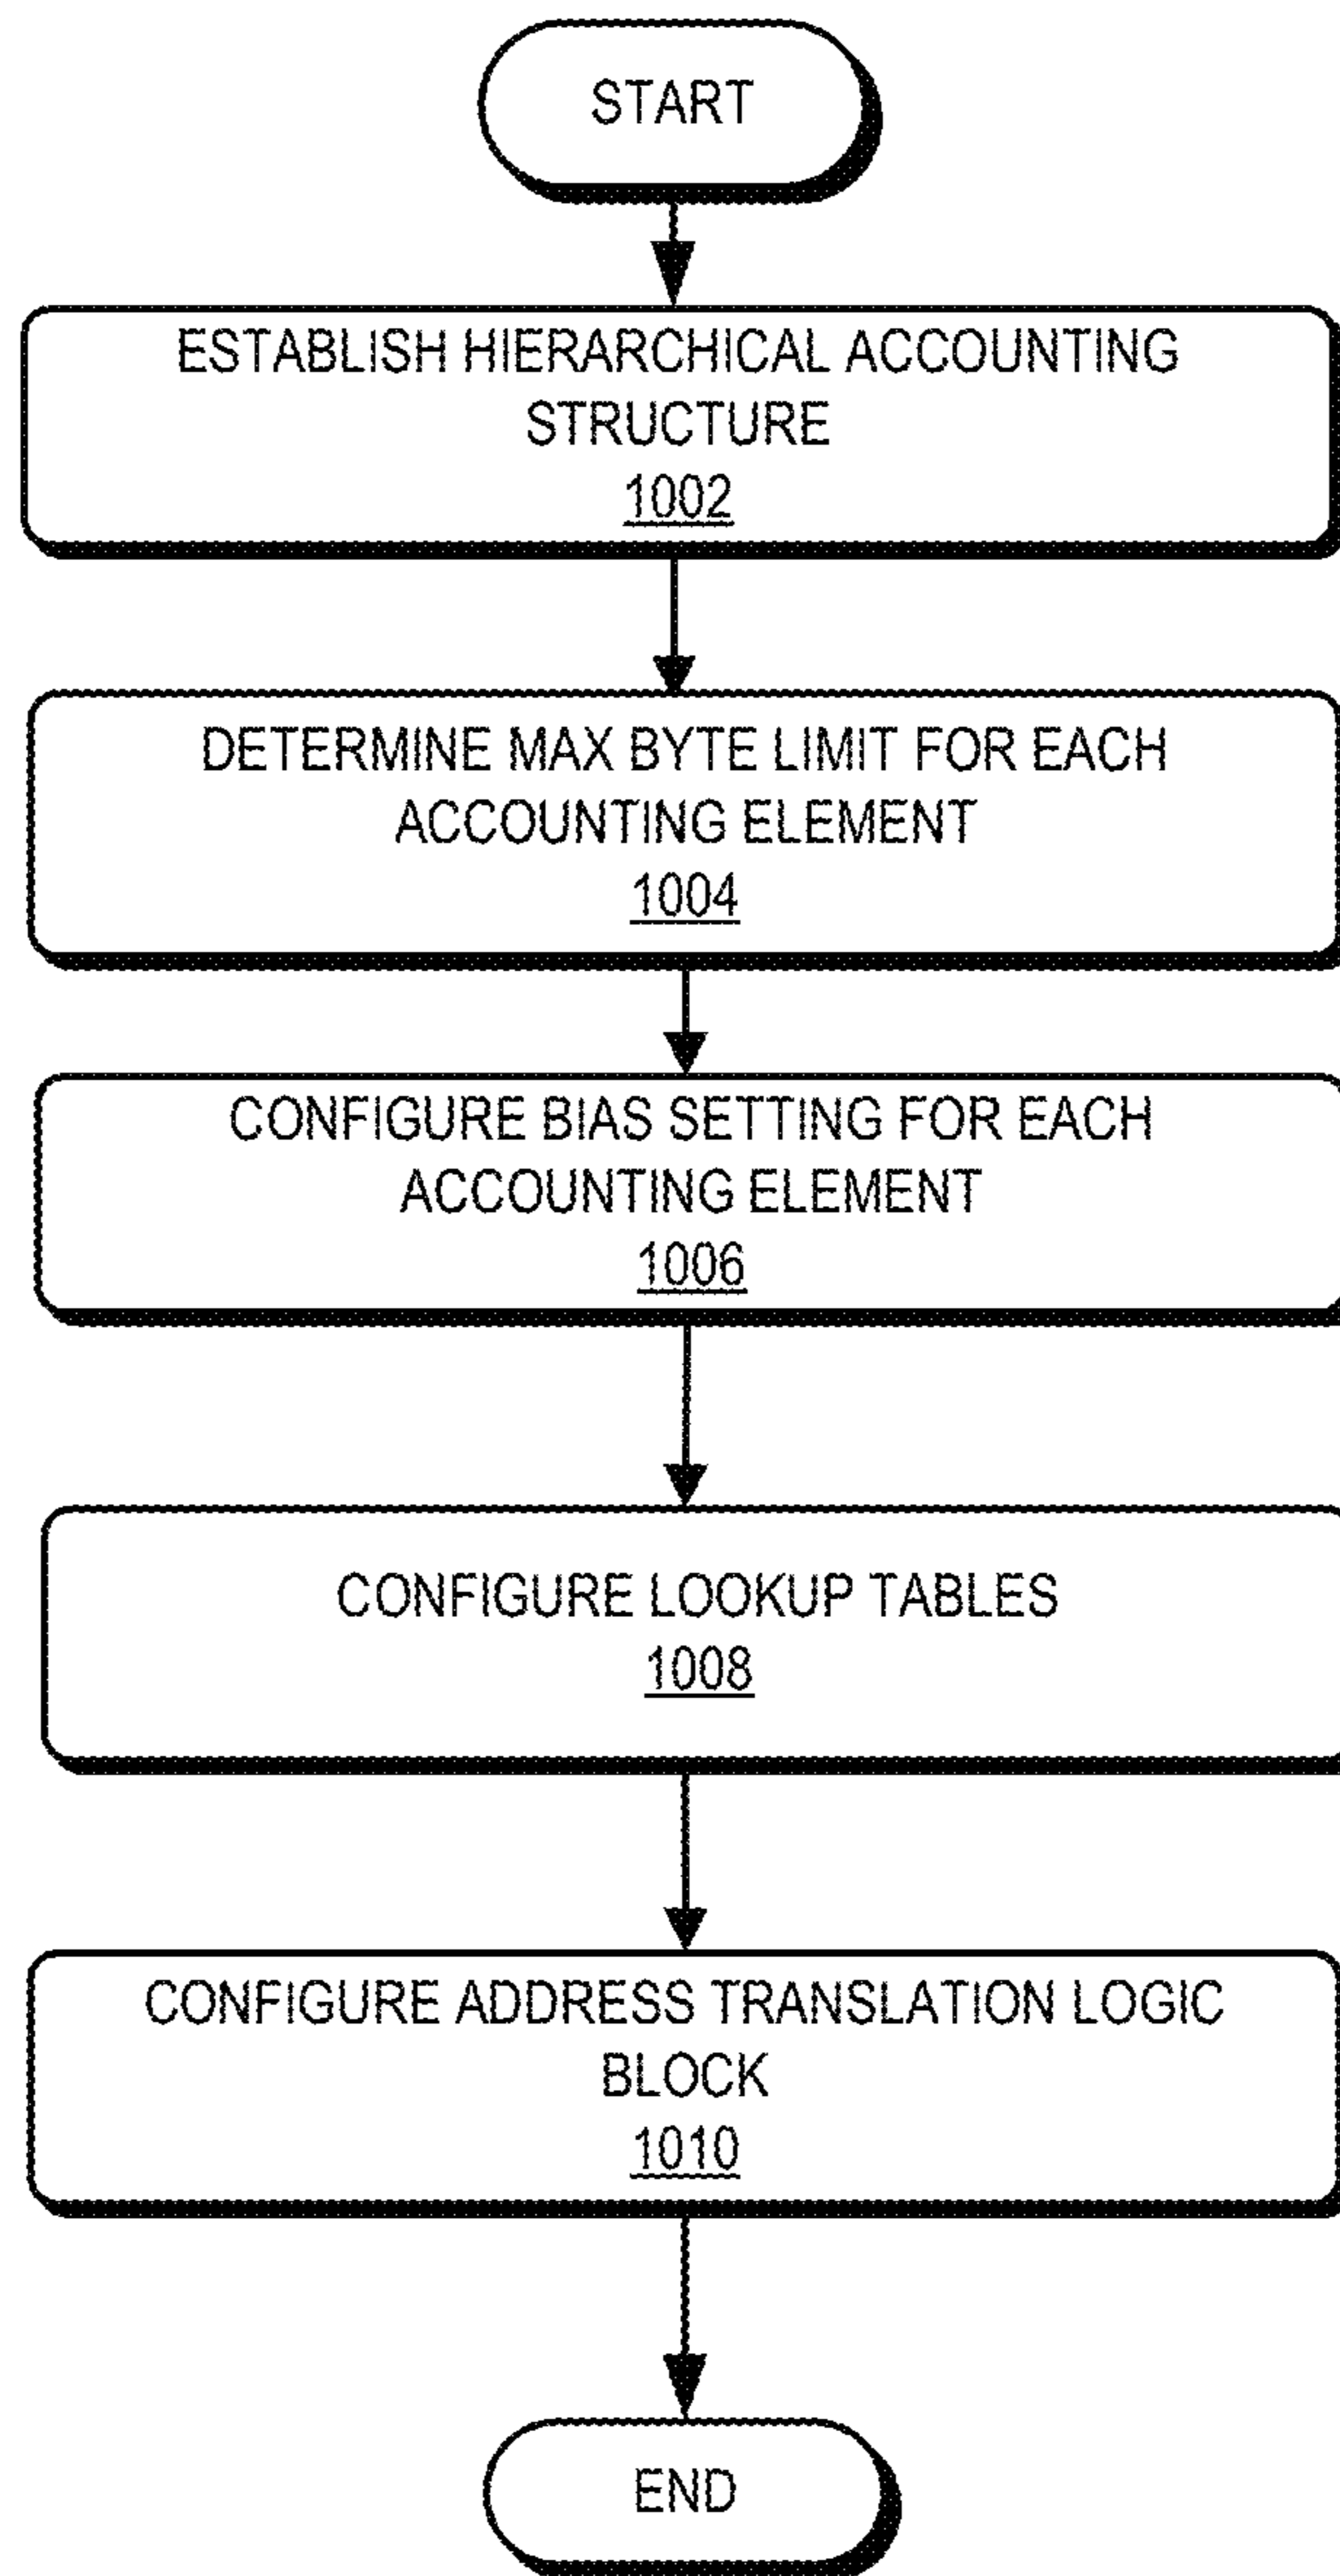 START
ESTABLISH HIERARCHICAL ACCOUNTING
STRUCTURE
1002
DETERMINE MAX BYTE LIMIT FOR EACH
ACCOUNTING ELEMENT
1004
CONFIGURE BIAS SETTING FOR EACH
ACCOUNTING ELEMENT
1006
CONFIGURE LOOKUP TABLES
1008
CONFIGURE ADDRESS TRANSLATION LOGIC
BLOCK
1010
END